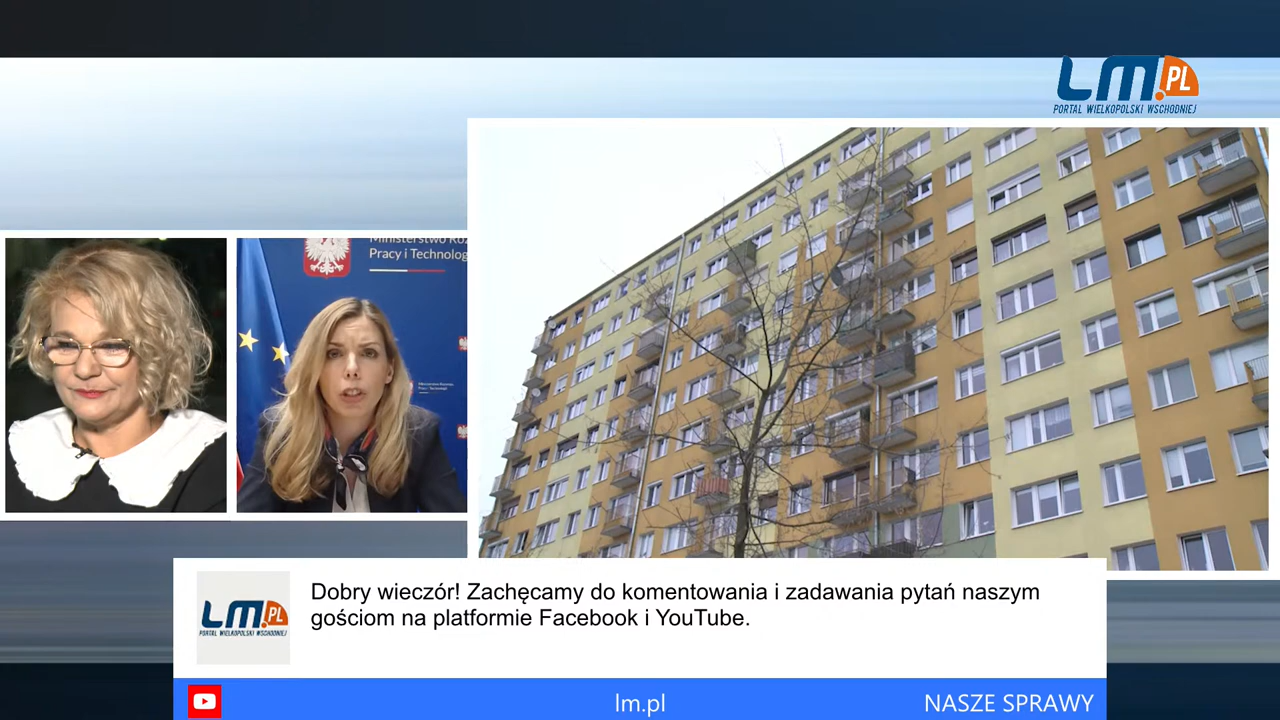 LM.PL
PORTAL WIELKOPOLSKI WSCHODNIEJ
Ministerstwo
Pracy i Technolog
Dobry wieczór! Zachęcamy do komentowania i zadawania pytań naszym
gościom na platformie Facebook i YouTube.
LM.PL
PORTAL WIELKOPOLSKI WSCHODNIEJ
lm.pl
NASZE SPRAWY